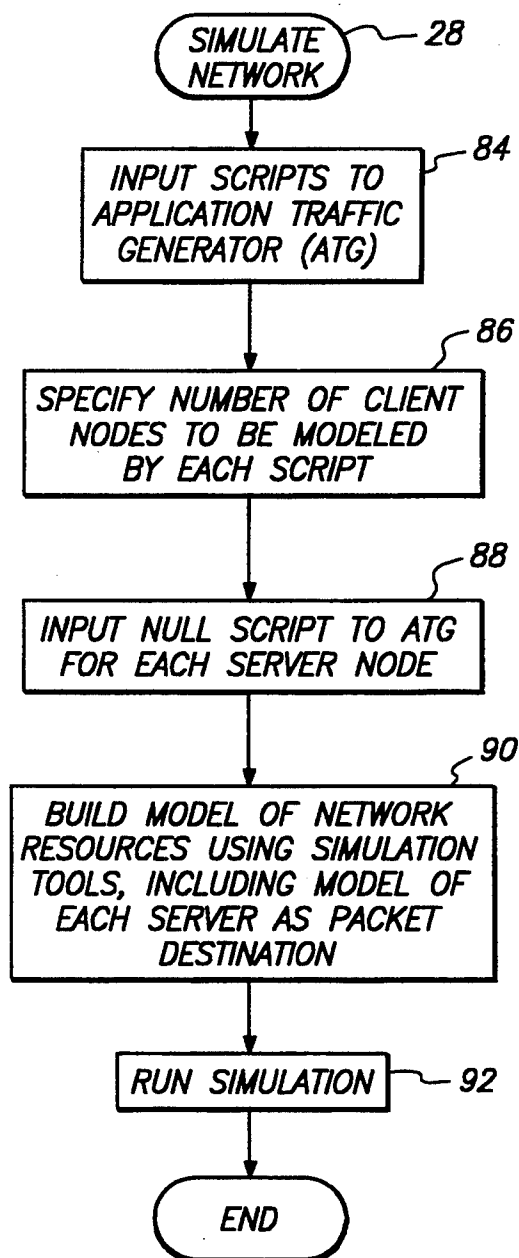 SIMULATE
NETWORK
28
84
INPUT SCRIPTS TO
APPLICATION TRAFFIC
GENERATOR (ATG)
86
SPECIFY NUMBER OF CLIENT
NODES TO BE MODELED
BY EACH SCRIPT
88
INPUT NULL SCRIPT TO ATG
FOR EACH SERVER NODE
90
BUILD MODEL OF NETWORK
RESOURCES USING SIMULATION
TOOLS, INCLUDING MODEL OF
EACH SERVER AS PACKET
DESTINATION
RUN SIMULATION
92
END